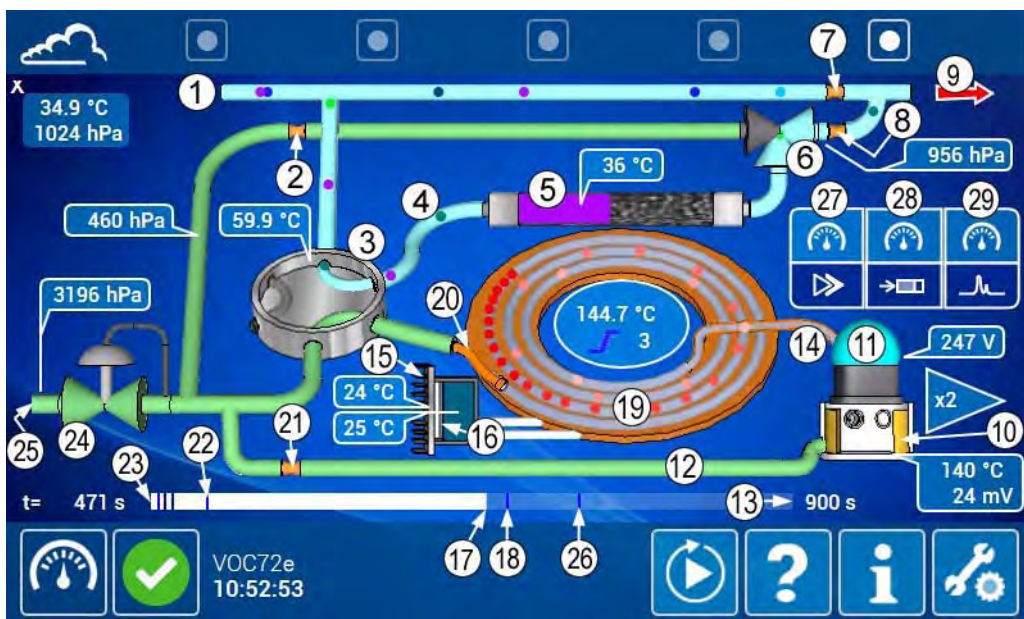 7
9
1
X
34.9 °C
1024 hPa
2
8
6
956 hPa
5
36 °C
4
27
28
29
460 hPa
59.9 °C
3
3196 hPa
20
144.7 °C
3
14
11
247 V
15
24 °C
25 °C
16
19
x2
10
25
24
21
12
140 °C
24 mV
23
22
t= 471 s
13
900 s
17
18
26
VOC72e
10:52:53
?
i